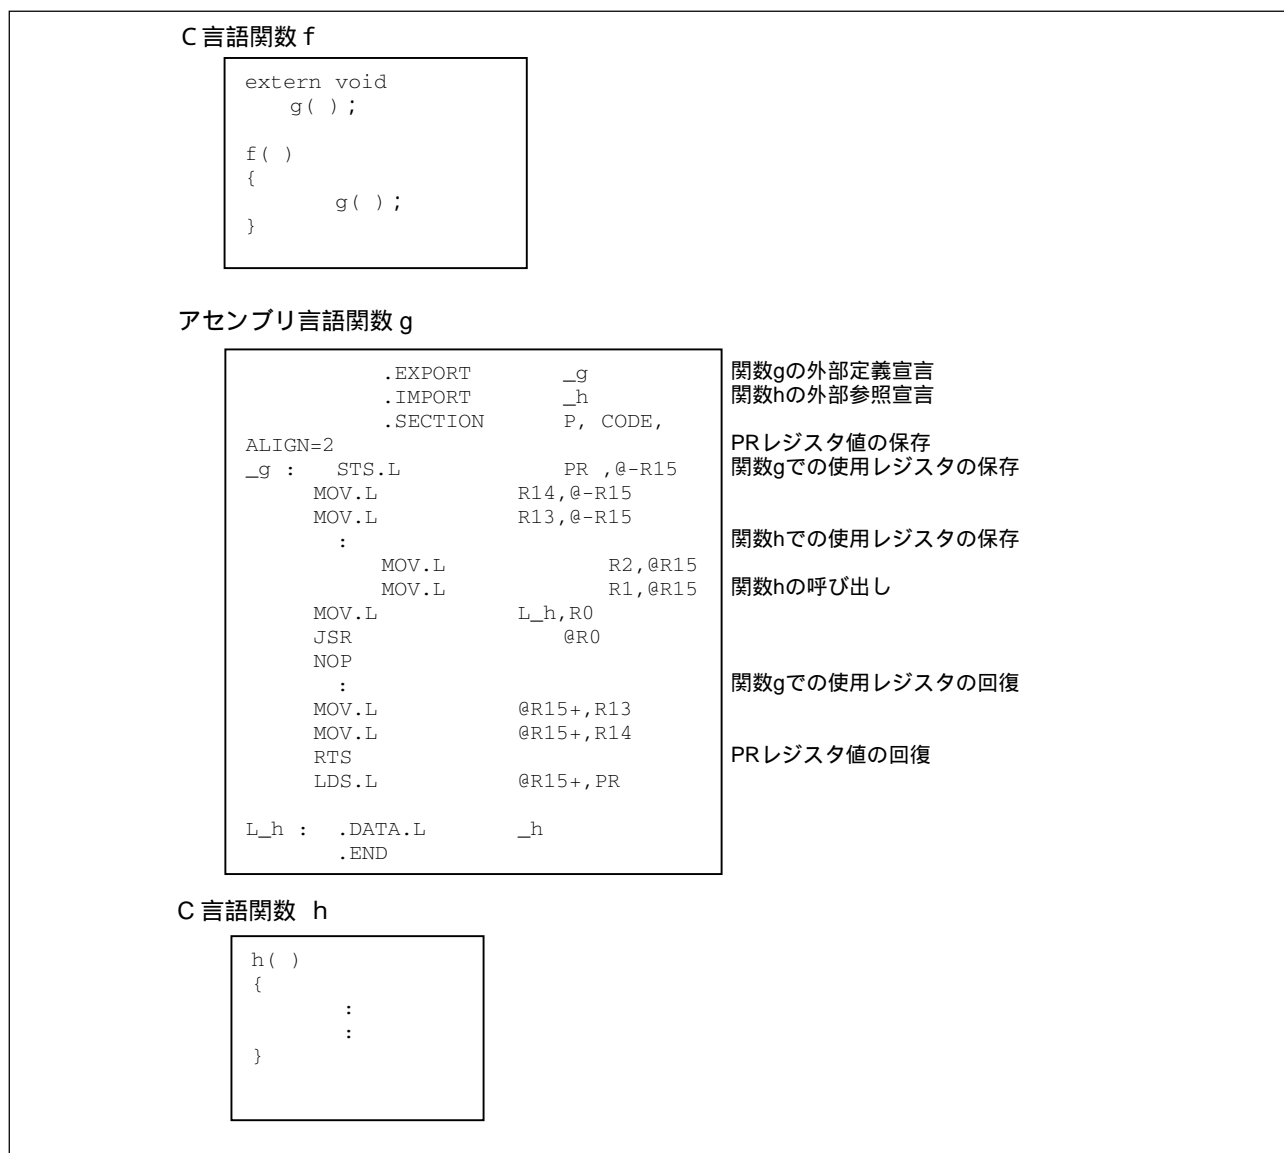 C 言語関数 f
extern void
g( );
f( )
{
g( );
}
アセンブリ言語関数 g
.EXPORT _g 関数gの外部定義宣言
.IMPORT _h 関数hの外部参照宣言
.SECTION P, CODE,
ALIGN=2 PRレジスタ値の保存
_g : STS.L PR ,@-R15 関数gでの使用レジスタの保存
MOV.L R14,@-R15
MOV.L R13,@-R15
: 関数hでの使用レジスタの保存
MOV.L R2,@R15
MOV.L R1,@R15 関数hの呼び出し
MOV.L L_h,R0
JSR @R0
NOP
: 関数gでの使用レジスタの回復
MOV.L @R15+,R13
MOV.L @R15+,R14
RTS PRレジスタ値の回復
LDS.L @R15+,PR
L_h : .DATA.L _h
.END
C 言語関数 h
h( )
{
:
:
}